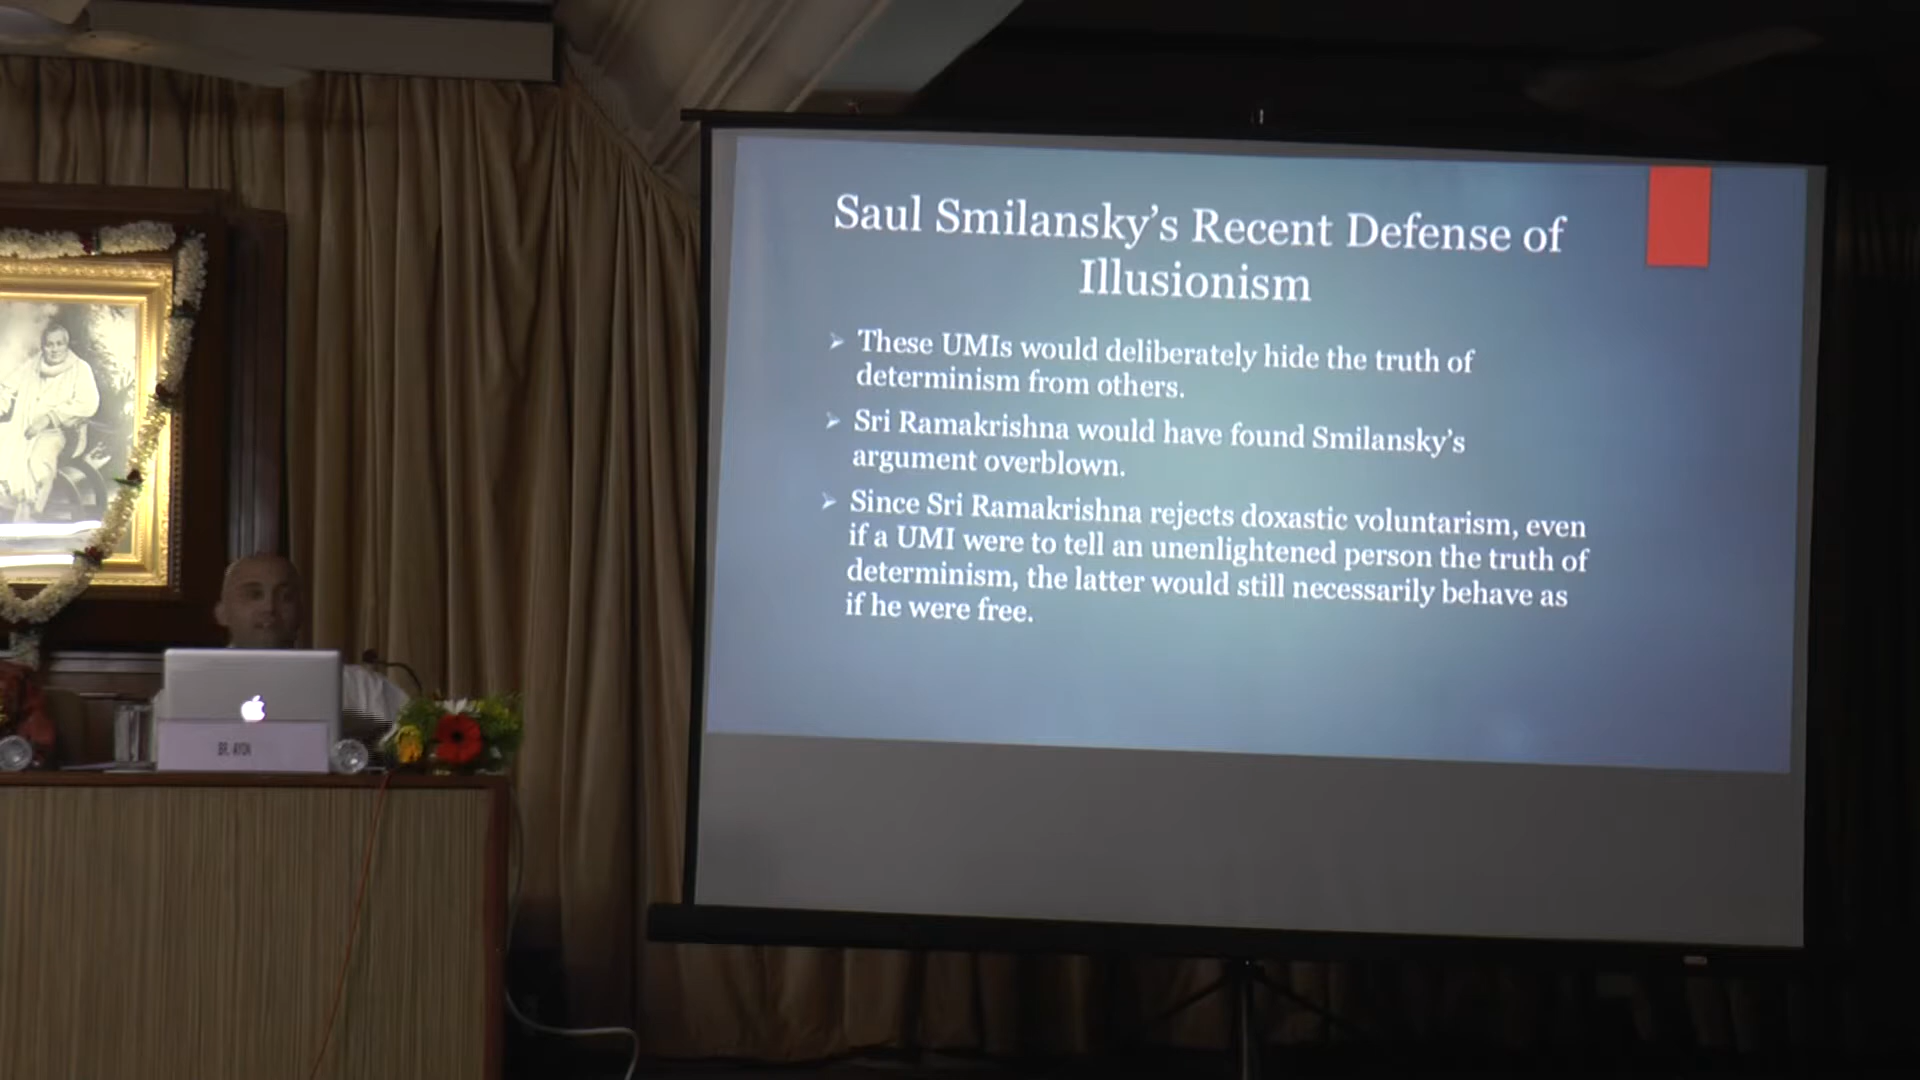 Saul Smilansky's Recent Defense of
Illusionism
➢ These UMIs would deliberately hide the truth of
determinism from others.
➢ Sri Ramakrishna would have found Smilansky's
argument overblown.
➢ Since Sri Ramakrishna rejects doxastic voluntarism, even
if a UMI were to tell an unenlightened person the truth of
determinism, the latter would still necessarily behave as
if he were free.
BR. AYON